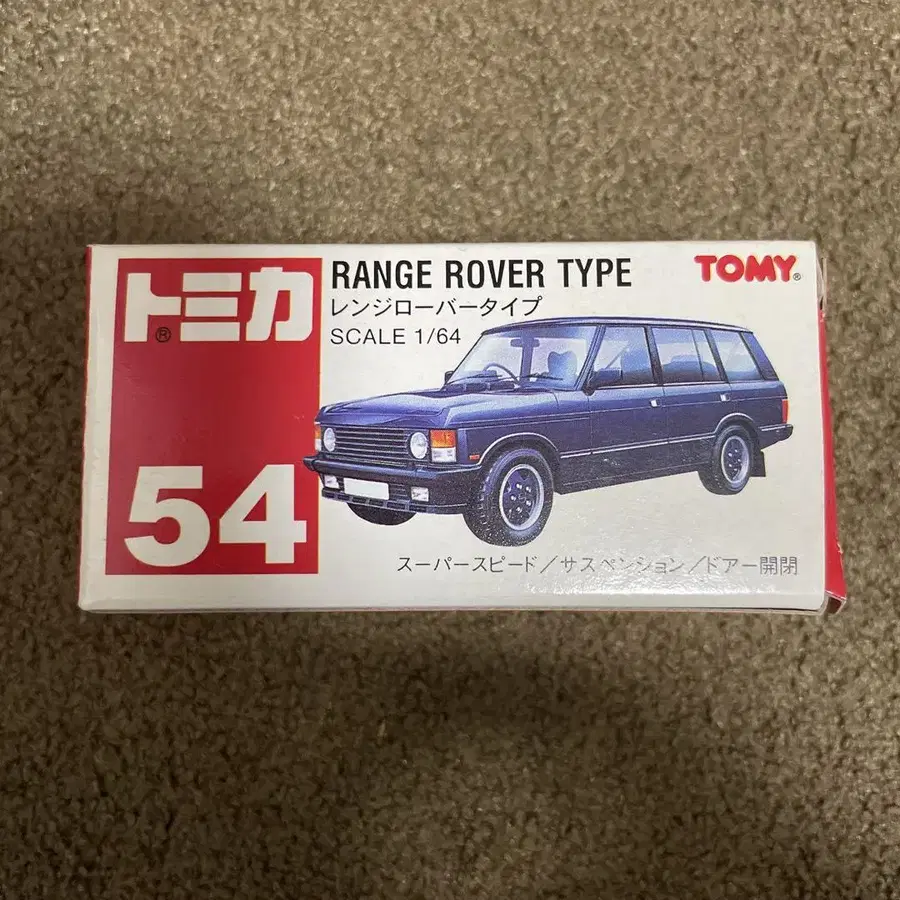 トミカ®
54
RANGE ROVER TYPE
レンジローバータイプ
SCALE 1/64
TOMY®
スーパースピード/サスペンション/ドアー開閉